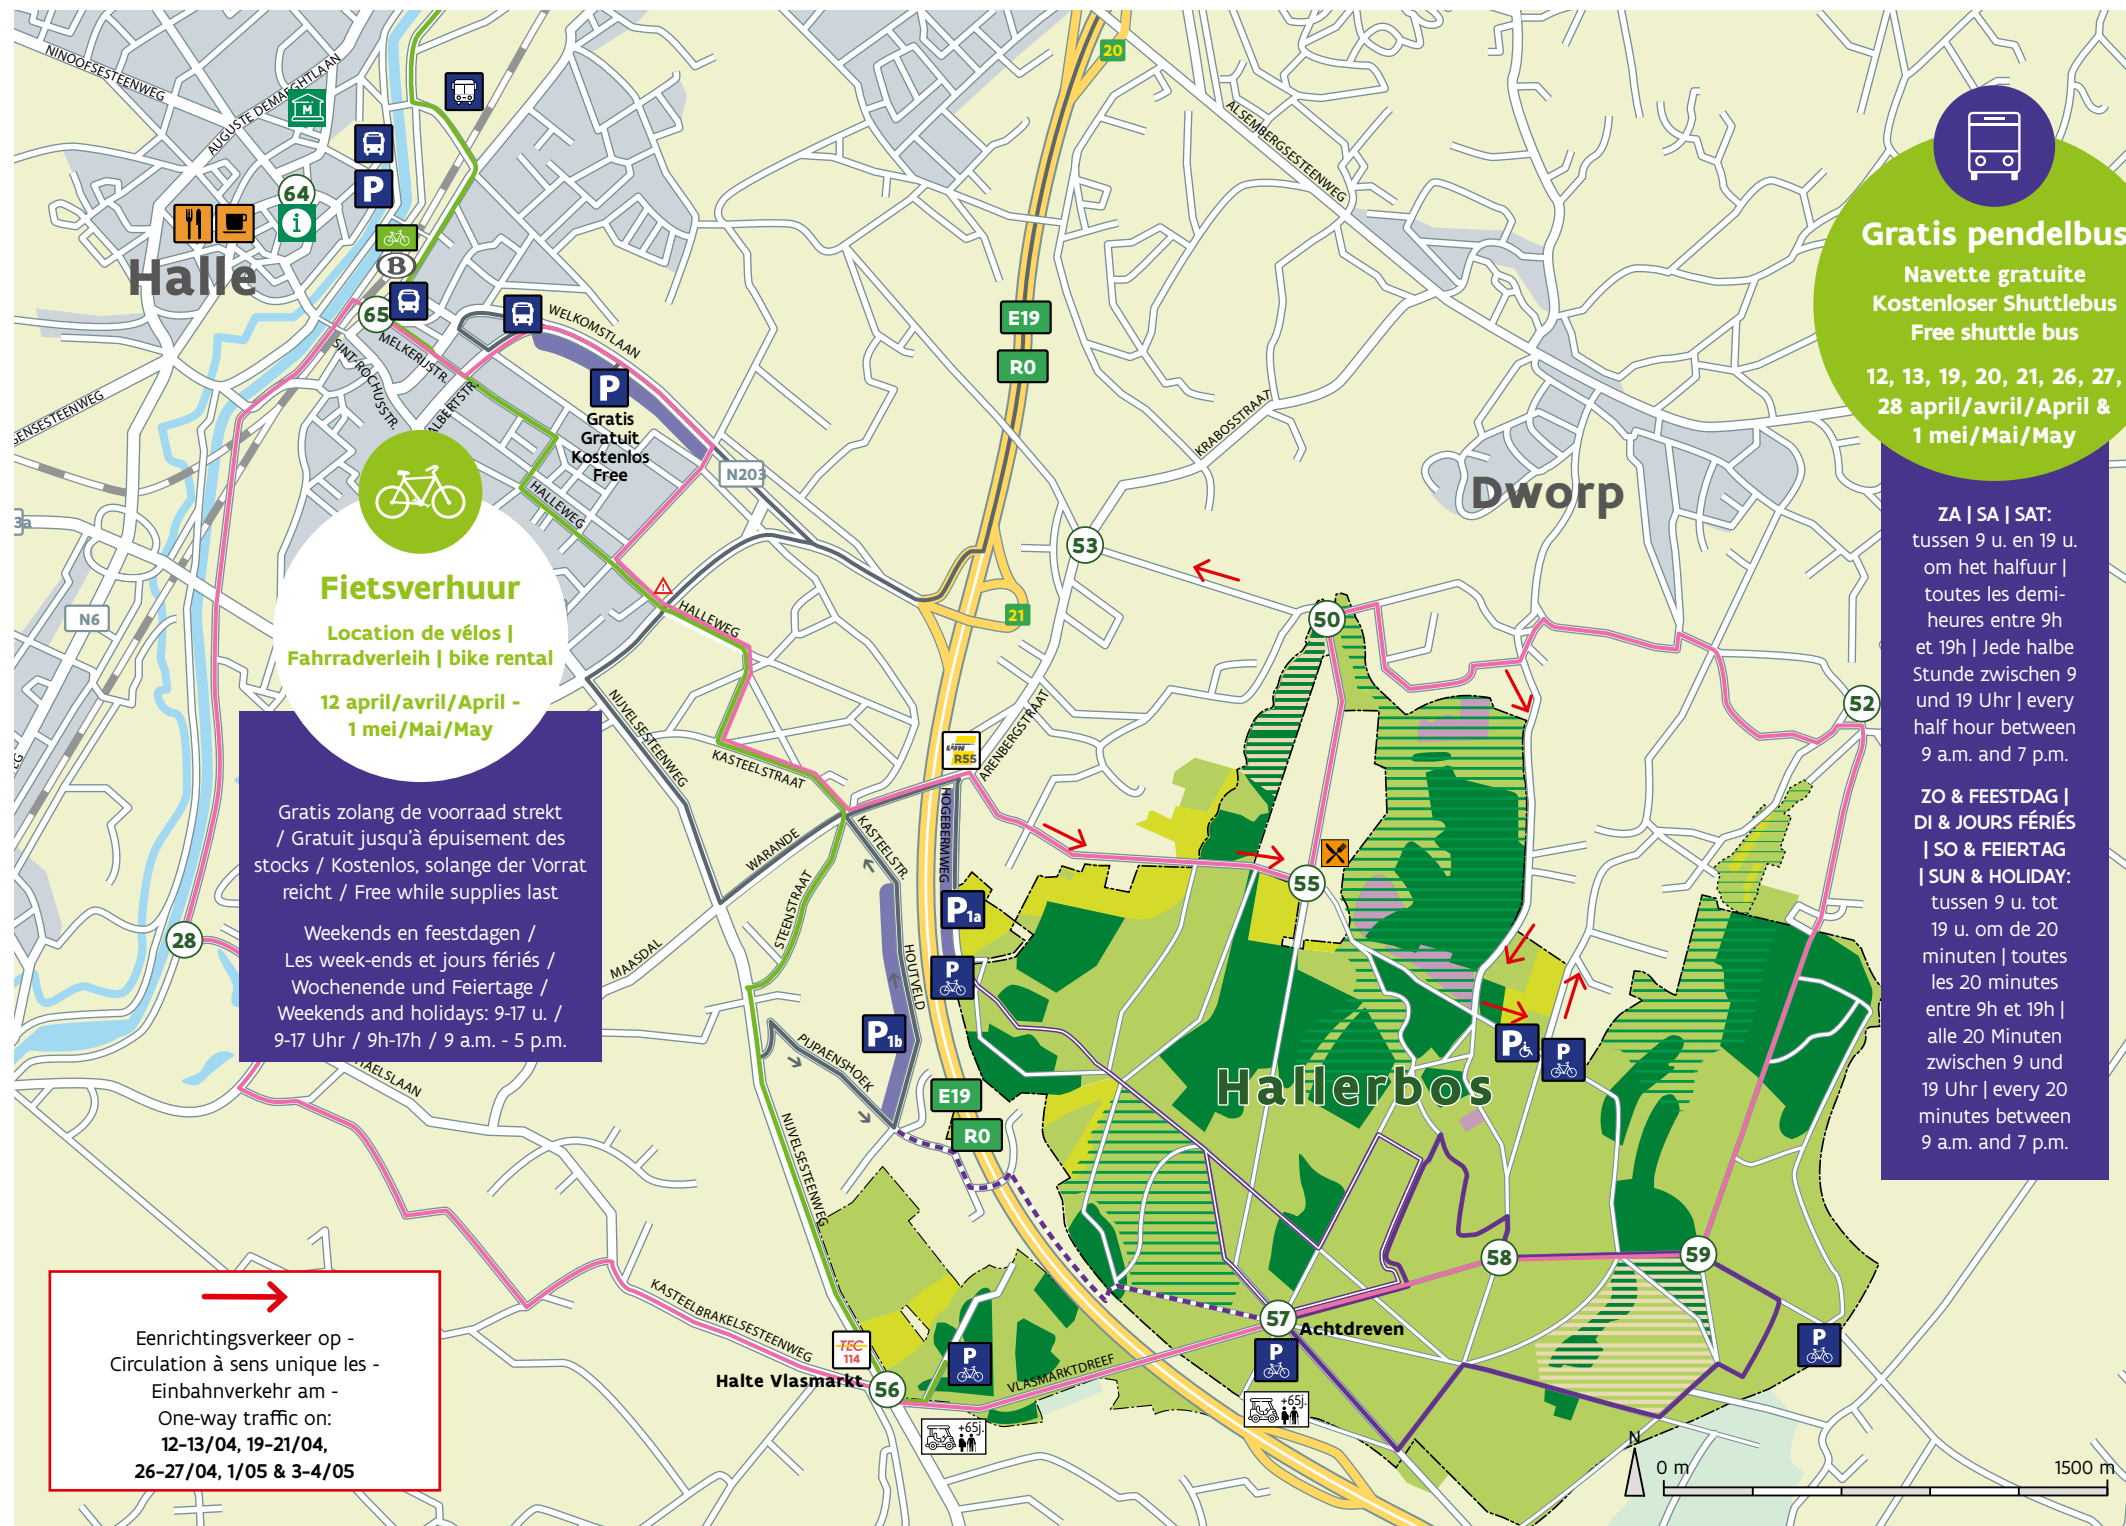 NINOOFSESTEENWEG
AUGUSTE DEMAEGHTLAAN
M
P
64
i
B
Halle
65
MELKERIJSTR.
SINT-ROCHUSSTR.
ALBERTSTR.
WELKOMSTLAAN
P
Gratis
Gratuit
Kostenlos
Free
N203
HALLEWEG
HALLEWEG
ENSESTEENWEG
3a
N6
20
ALSEMBERGSESTEENWEG
E19
R0
KRABOSSTRAAT
Dworp
53
21
50
52
Gratis pendelbus
Navette gratuite
Kostenloser Shuttlebus
Free shuttle bus
12, 13, 19, 20, 21, 26, 27,
28 april/avril/April &
1 mei/Mai/May
ZA | SA | SAT:
tussen 9 u. en 19 u.
om het halfuur |
toutes les demi-
heures entre 9h
et 19h | Jede halbe
Stunde zwischen 9
und 19 Uhr | every
half hour between
9 a.m. and 7 p.m.
ZO & FEESTDAG |
DI & JOURS FÉRIÉS
| SO & FEIERTAG
| SUN & HOLIDAY:
tussen 9 u. tot
19 u. om de 20
minuten | toutes
les 20 minutes
entre 9h et 19h |
alle 20 Minuten
zwischen 9 und
19 Uhr | every 20
minutes between
9 a.m. and 7 p.m.
Fietsverhuur
Location de vélos |
Fahrradverleih | bike rental
12 april/avril/April -
1 mei/Mai/May
Gratis zolang de voorraad strekt
/ Gratuit jusqu'à épuisement des
stocks / Kostenlos, solange der Vorrat
reicht / Free while supplies last
Weekends en feestdagen /
Les week-ends et jours fériés /
Wochenende und Feiertage /
Weekends and holidays: 9-17 u. /
9-17 Uhr / 9h-17h / 9 a.m. - 5 p.m.
NIJVELSESTEENWEG
KASTEELSTRAAT
R55
ARENBERGSTRAAT
HOGEBERMWEG
WARANDE
KASTEELSTR.
STEENSTRAAT
MAASDAL
HOUTVELD
P1a
P
P1b
PIJPAENSHOEK
28
TAELSLAAN
55
P
P
Hallerbos
E19
R0
NIJVELSESTEENWEG
KASTEELBRAKELSESTEENWEG
TEC
114
Halte Vlasmarkt
56
P
VLASMARKTDREEF
57
Achtdreven
P
58
59
P
+65j.
+65j.
Eenrichtingsverkeer op -
Circulation à sens unique les -
Einbahnverkehr am -
One-way traffic on:
12-13/04, 19-21/04,
26-27/04, 1/05 & 3-4/05
N
0 m
1500 m